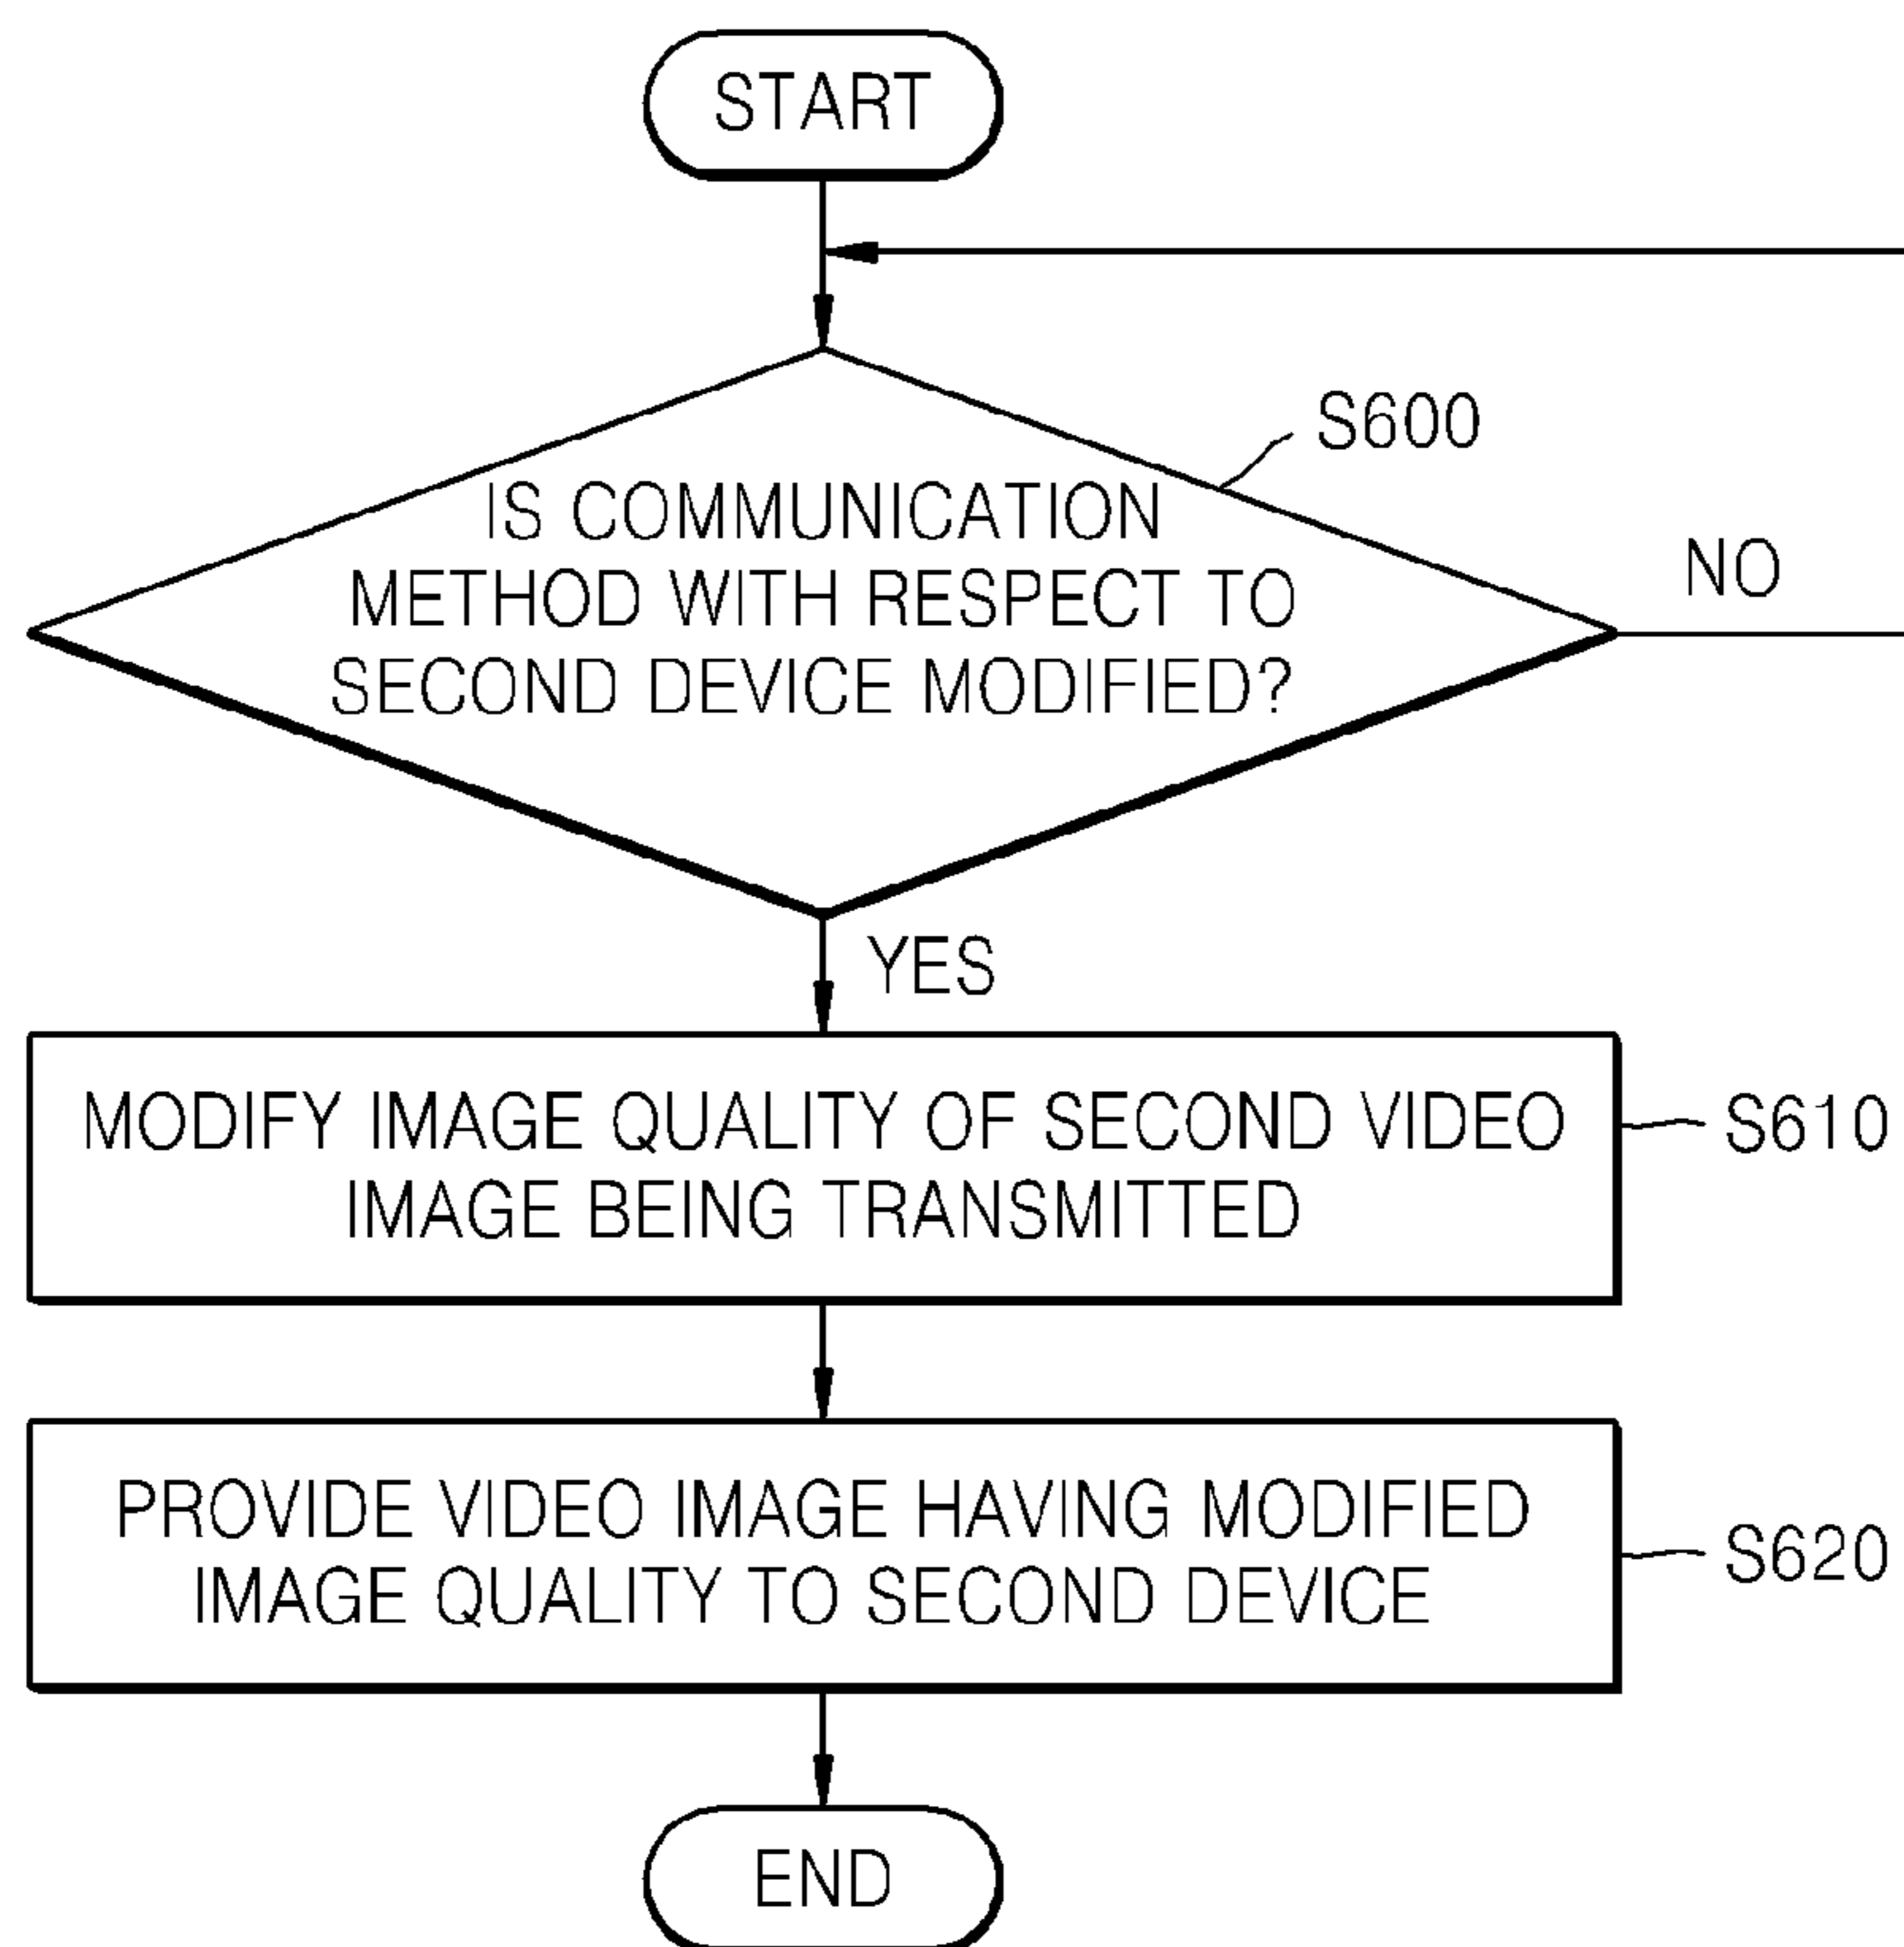 START
S600
IS COMMUNICATION
METHOD WITH RESPECT TO
SECOND DEVICE MODIFIED?
NO
YES
MODIFY IMAGE QUALITY OF SECOND VIDEO
IMAGE BEING TRANSMITTED
S610
PROVIDE VIDEO IMAGE HAVING MODIFIED
IMAGE QUALITY TO SECOND DEVICE
S620
END